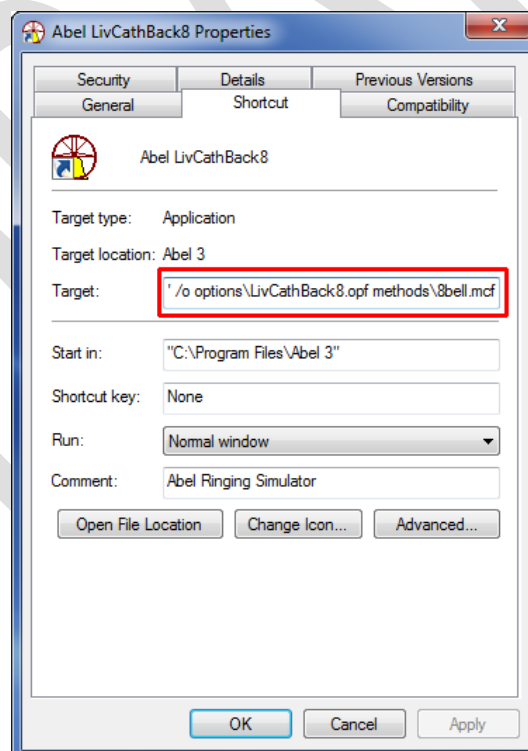 Abel LivCathBack8 Properties
Security Details Previous Versions
General Shortcut Compatibility
Abel LivCathBack8
Target type: Application
Target location: Abel 3
Target: ' /o options\LivCathBack8.opf methods\8bell.mcf
Start in: "C:\Program Files\Abel 3"
Shortcut key: None
Run: Normal window
Comment: Abel Ringing Simulator
Open File Location Change Icon... Advanced...
OK Cancel Apply